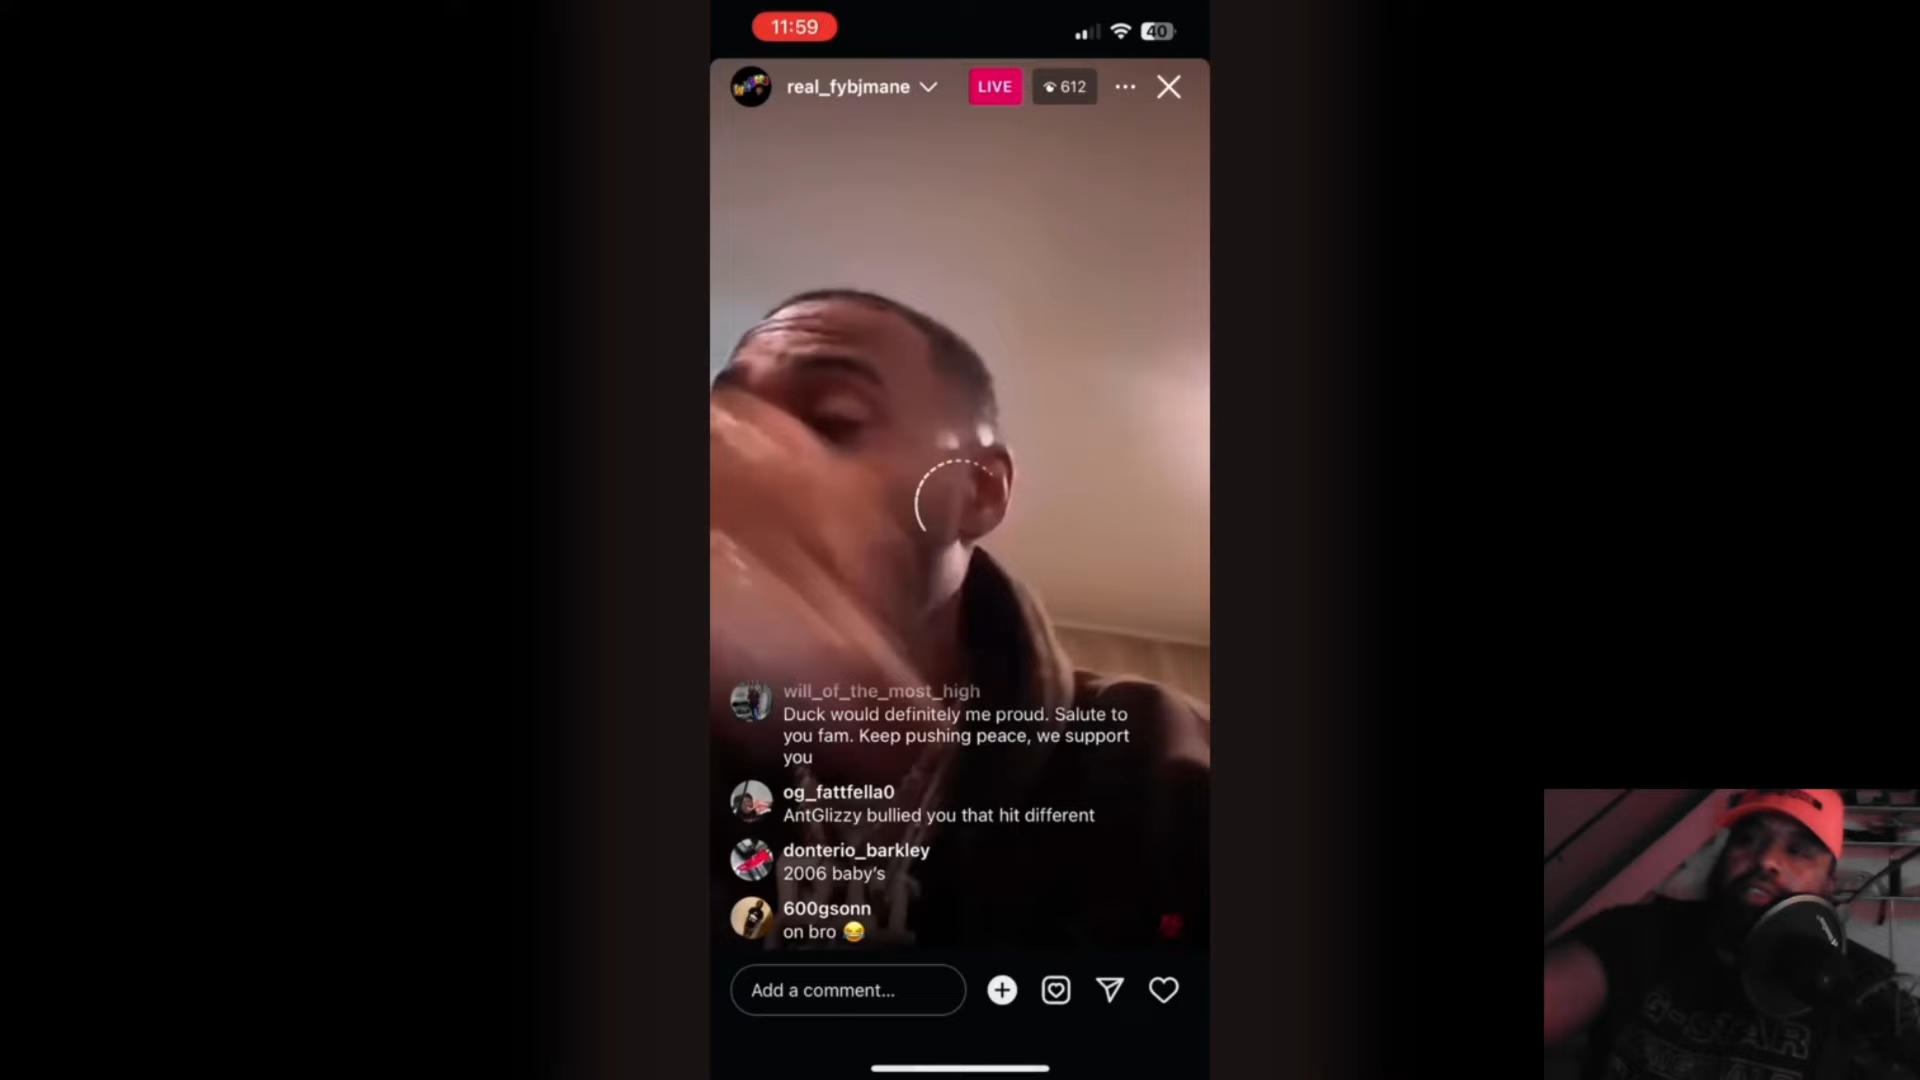 11:59
40
real_fybjmane
LIVE
612
will_of_the_most_high
Duck would definitely me proud. Salute to
you fam. Keep pushing peace, we support
you
og_fattfella0
AntGlizzy bullied you that hit different
donterio_barkley
2006 baby's
600gsonn
on bro 😂
Add a comment...
G-STAR